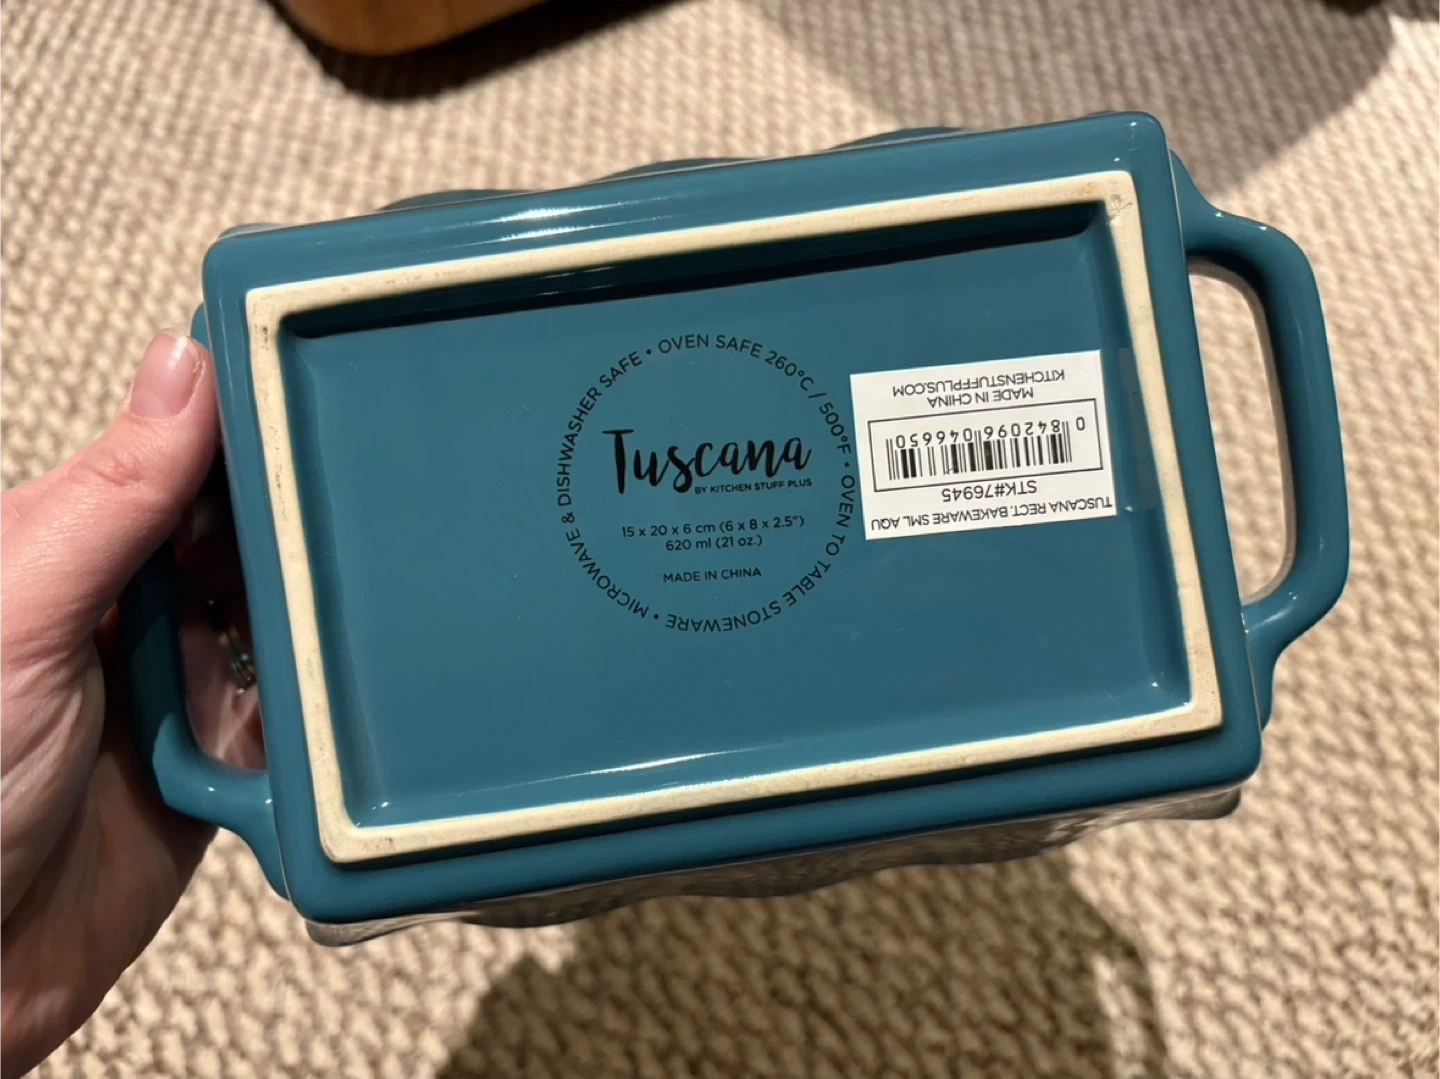 MICROWAVE & DISHWASHER SAFE • OVEN SAFE 260°C / 500°F • OVEN TO TABLE STONEWARE •
Tuscana
BY KITCHEN STUFF PLUS
15 x 20 x 6 cm (6 x 8 x 2.5")
620 ml (21 oz.)
MADE IN CHINA
TUSCANA RECT. BAKEWARE SML AQU
STK#76945
0 842096 046650
MADE IN CHINA
KITCHENSTUFFPLUS.COM